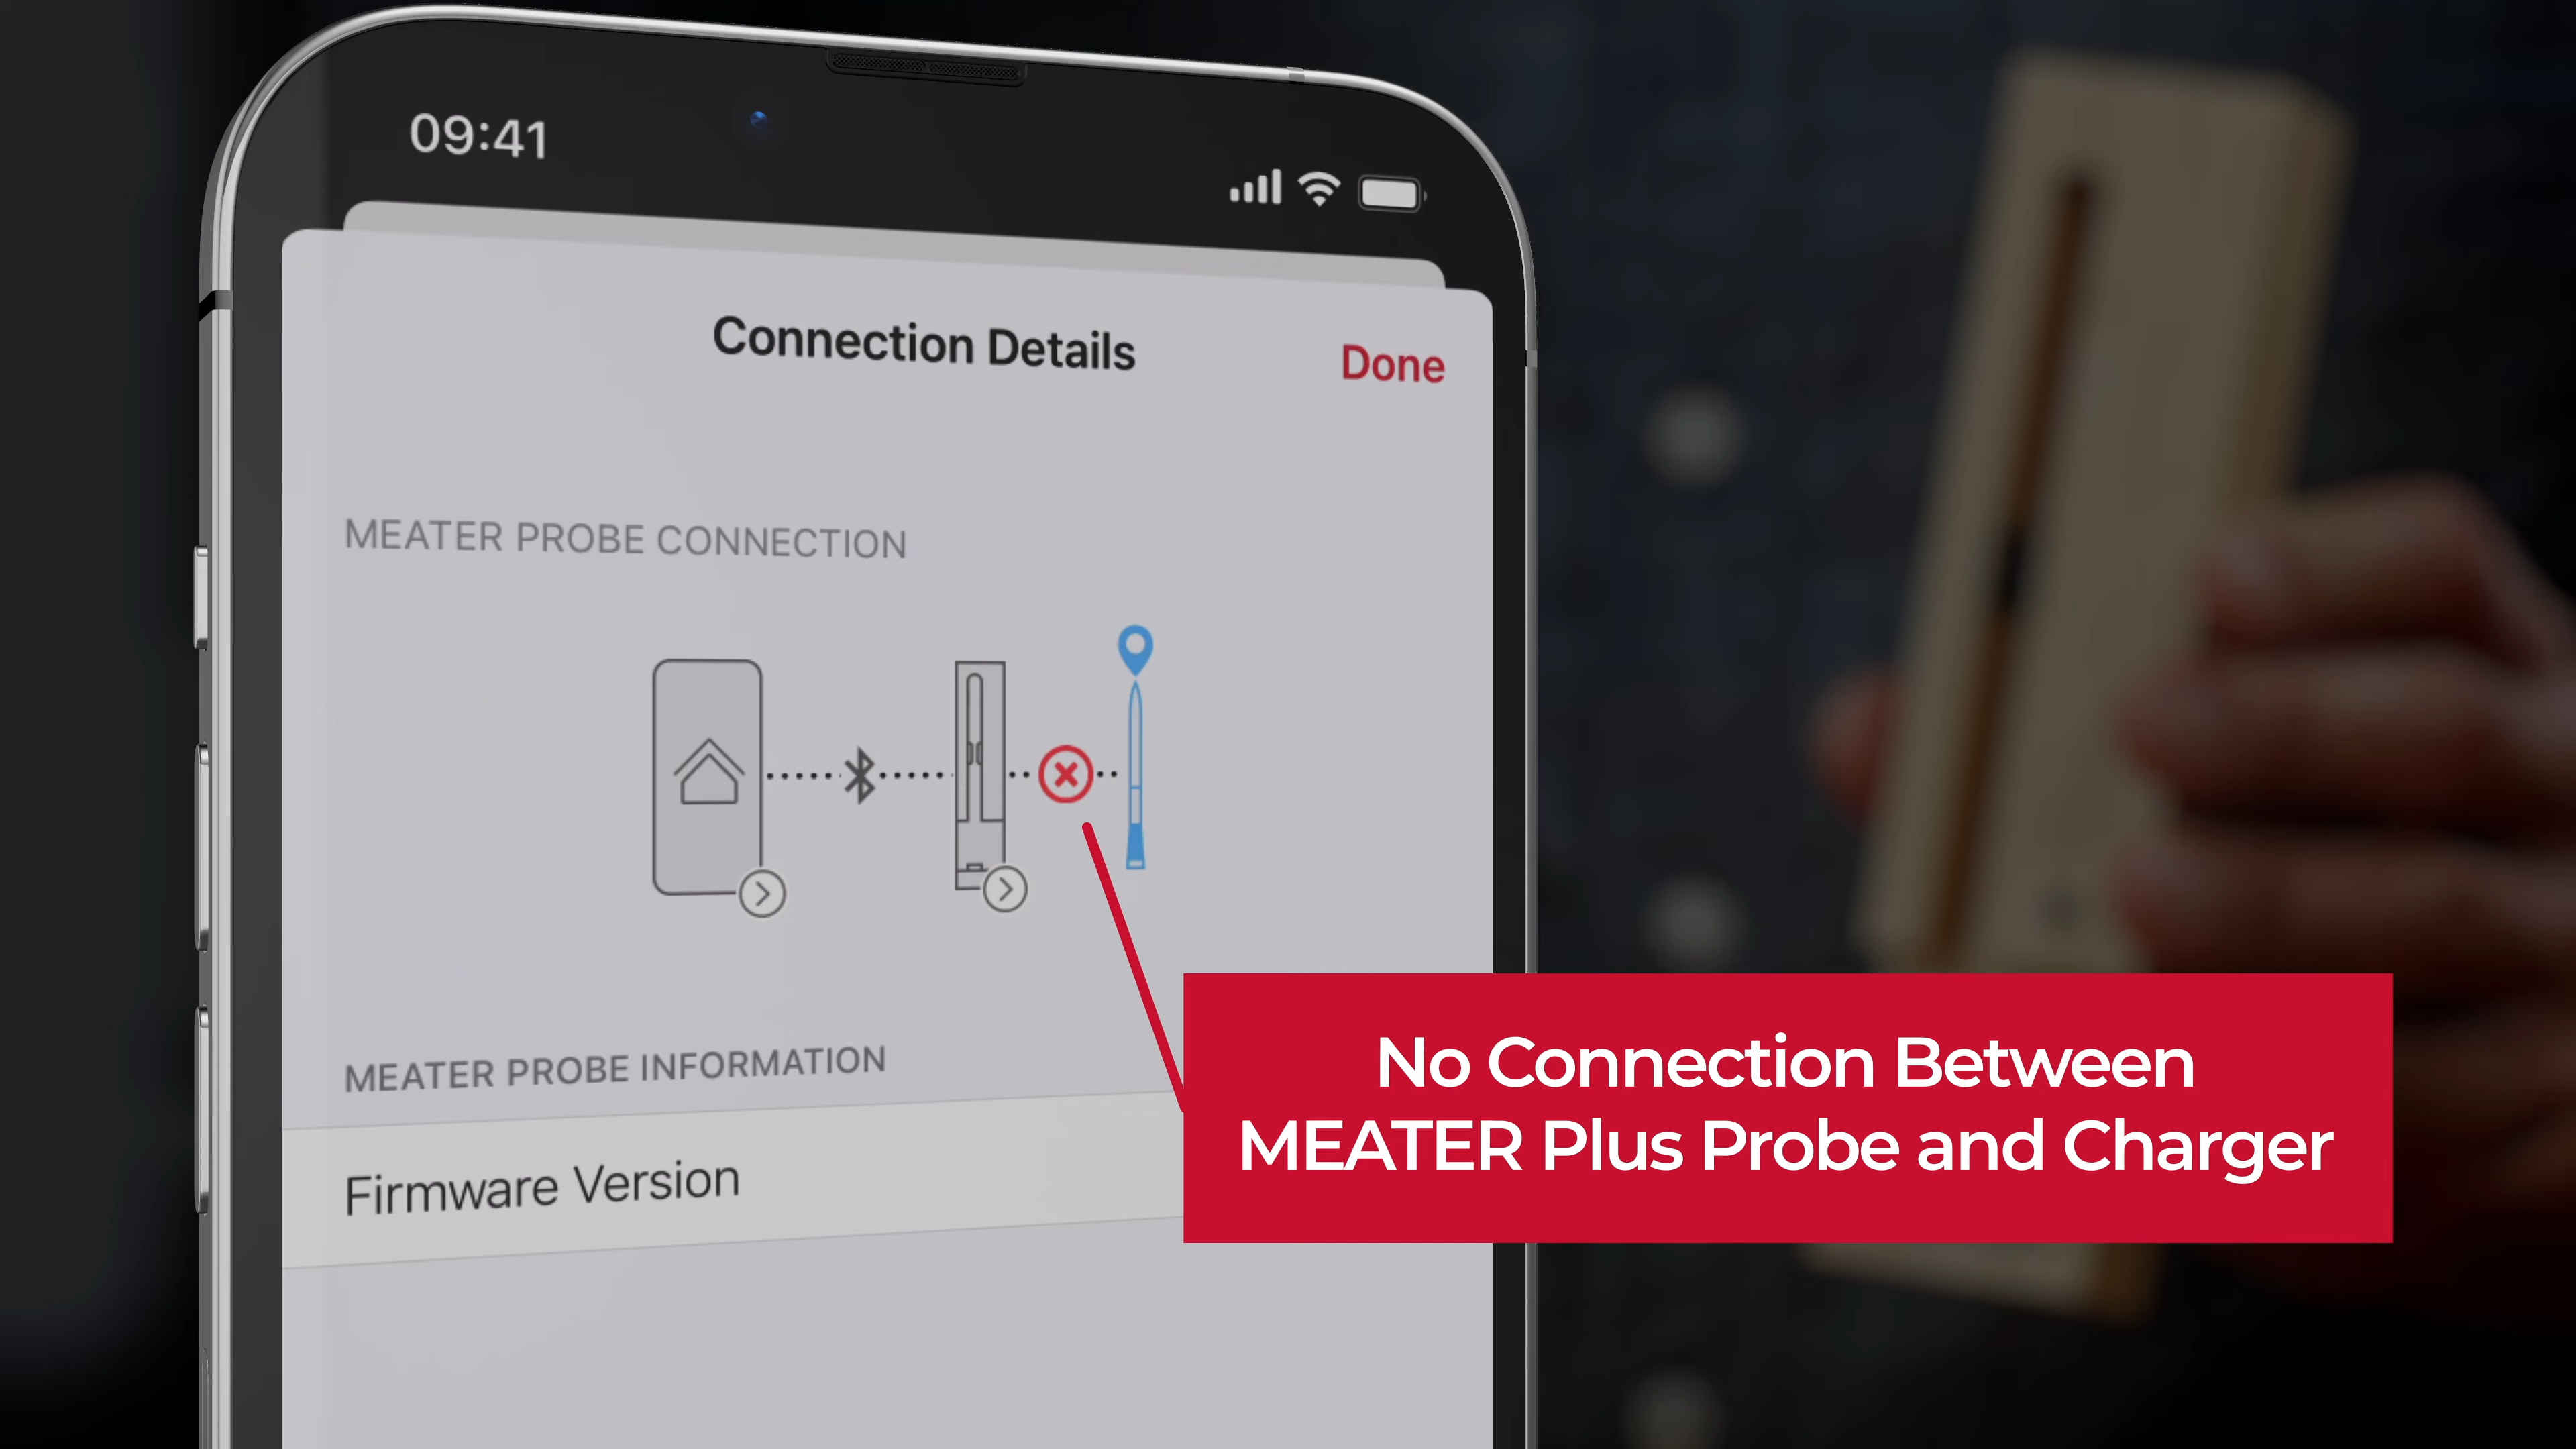 09:41
Connection Details
Done
MEATER PROBE CONNECTION
MEATER PROBE INFORMATION
Firmware Version
No Connection Between
MEATER Plus Probe and Charger